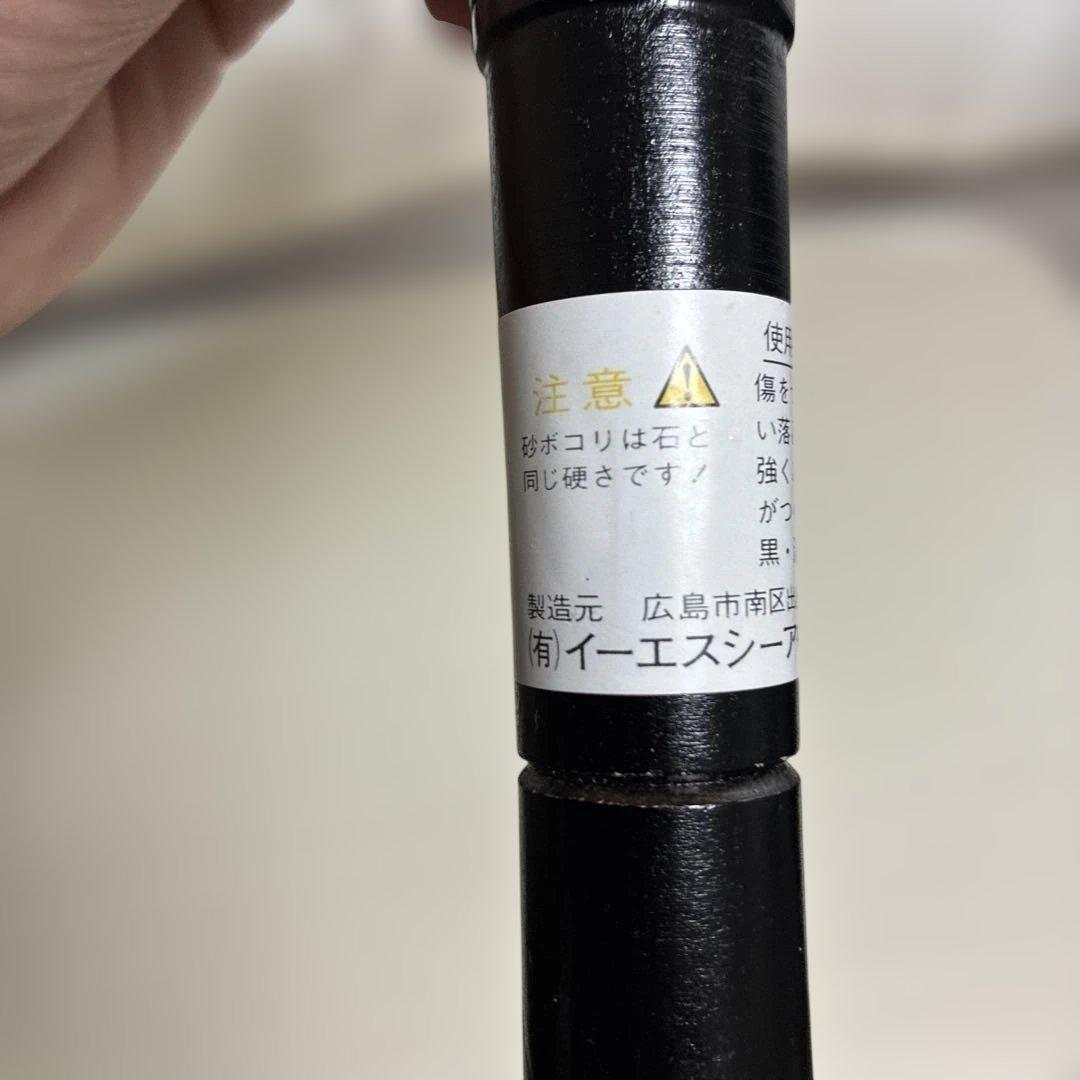 注意
砂ボコリは石と
同じ硬さです！
使用
傷を
い落
強く
がつ
黒・
製造元　広島市南区出
㈲イーエスシーア